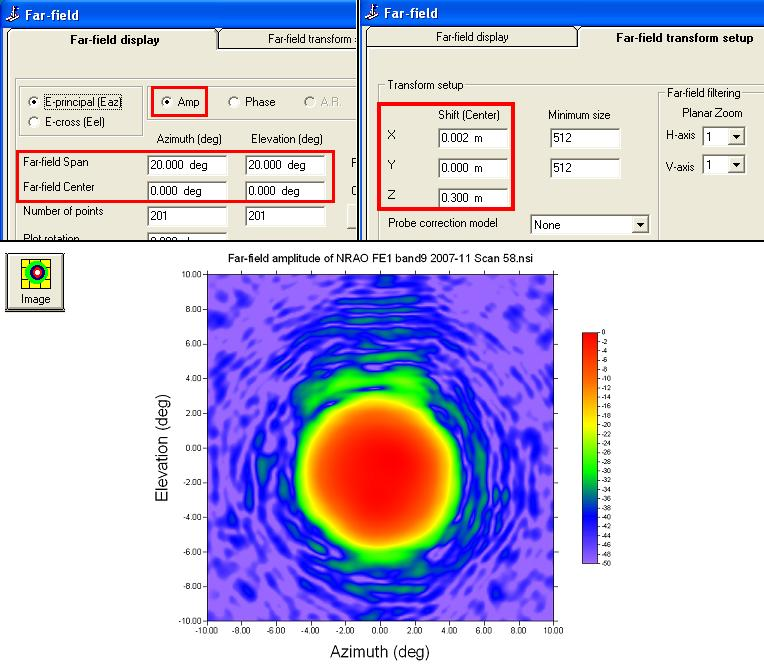 Far-field
Far-field display
Far-field transform s
E-principal (Eaz)
E-cross (Eel)
Amp
Phase
A.R.
Azimuth (deg)
Elevation (deg)
Far-field Span
20.000 deg
20.000 deg
Far-field Center
0.000 deg
0.000 deg
Number of points
201
201
Plot rotation
Far-field
Far-field display
Far-field transform setup
Transform setup
Shift (Center)
Minimum size
X
0.002 m
512
Y
0.000 m
512
Z
0.300 m
Probe correction model
None
Far-field filtering
Planar Zoom
H-axis
1
V-axis
1
Image
Far-field amplitude of NRAO FE1 band9 2007-11 Scan 58.nsi
10.00
8.00
6.00
4.00
2.00
0.00
-2.00
-4.00
-6.00
-8.00
-10.00
Elevation (deg)
-10.00 -8.00 -6.00 -4.00 -2.00 0.00 2.00 4.00 6.00 8.00 10.00
Azimuth (deg)
0
-2
-4
-6
-8
-10
-12
-14
-16
-18
-20
-22
-24
-26
-28
-30
-32
-34
-36
-38
-40
-42
-44
-46
-48
-50